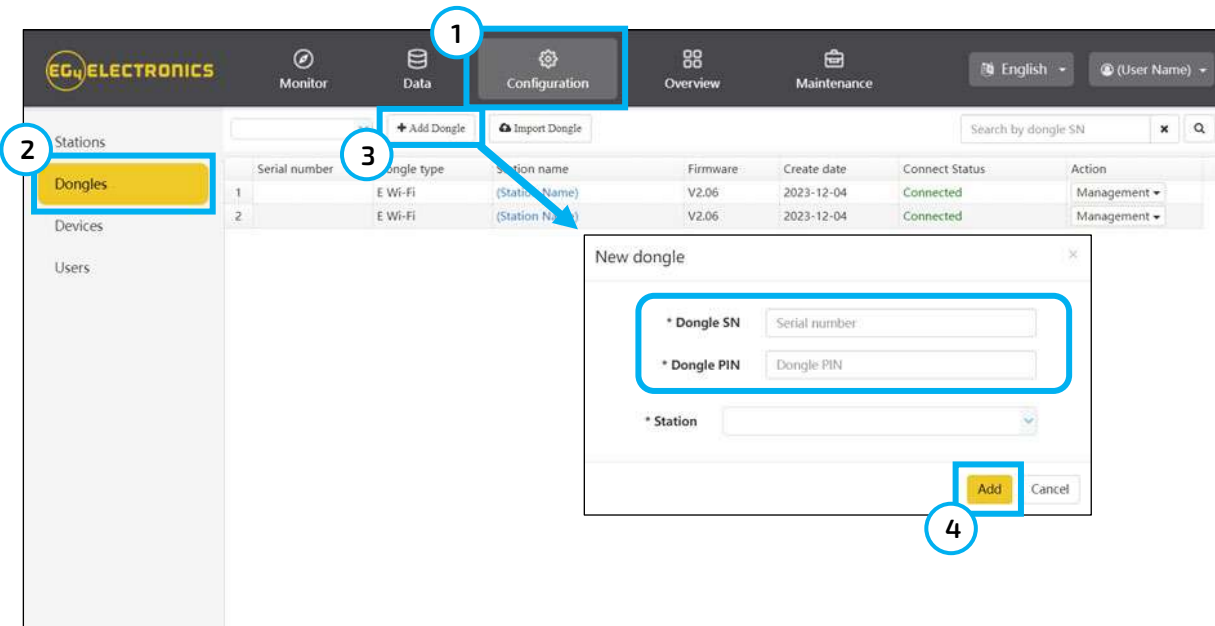 1
EG4 ELECTRONICS
Monitor
Data
Configuration
Overview
Maintenance
English
(User Name)
2
Stations
Dongles
Devices
Users
3
+ Add Dongle
Import Dongle
Search by dongle SN
Serial number Dongle type Station name Firmware Create date Connect Status Action
1 E Wi-Fi (Station Name) V2.06 2023-12-04 Connected Management
2 E Wi-Fi (Station Name) V2.06 2023-12-04 Connected Management
New dongle
* Dongle SN Serial number
* Dongle PIN Dongle PIN
* Station
Add Cancel
4